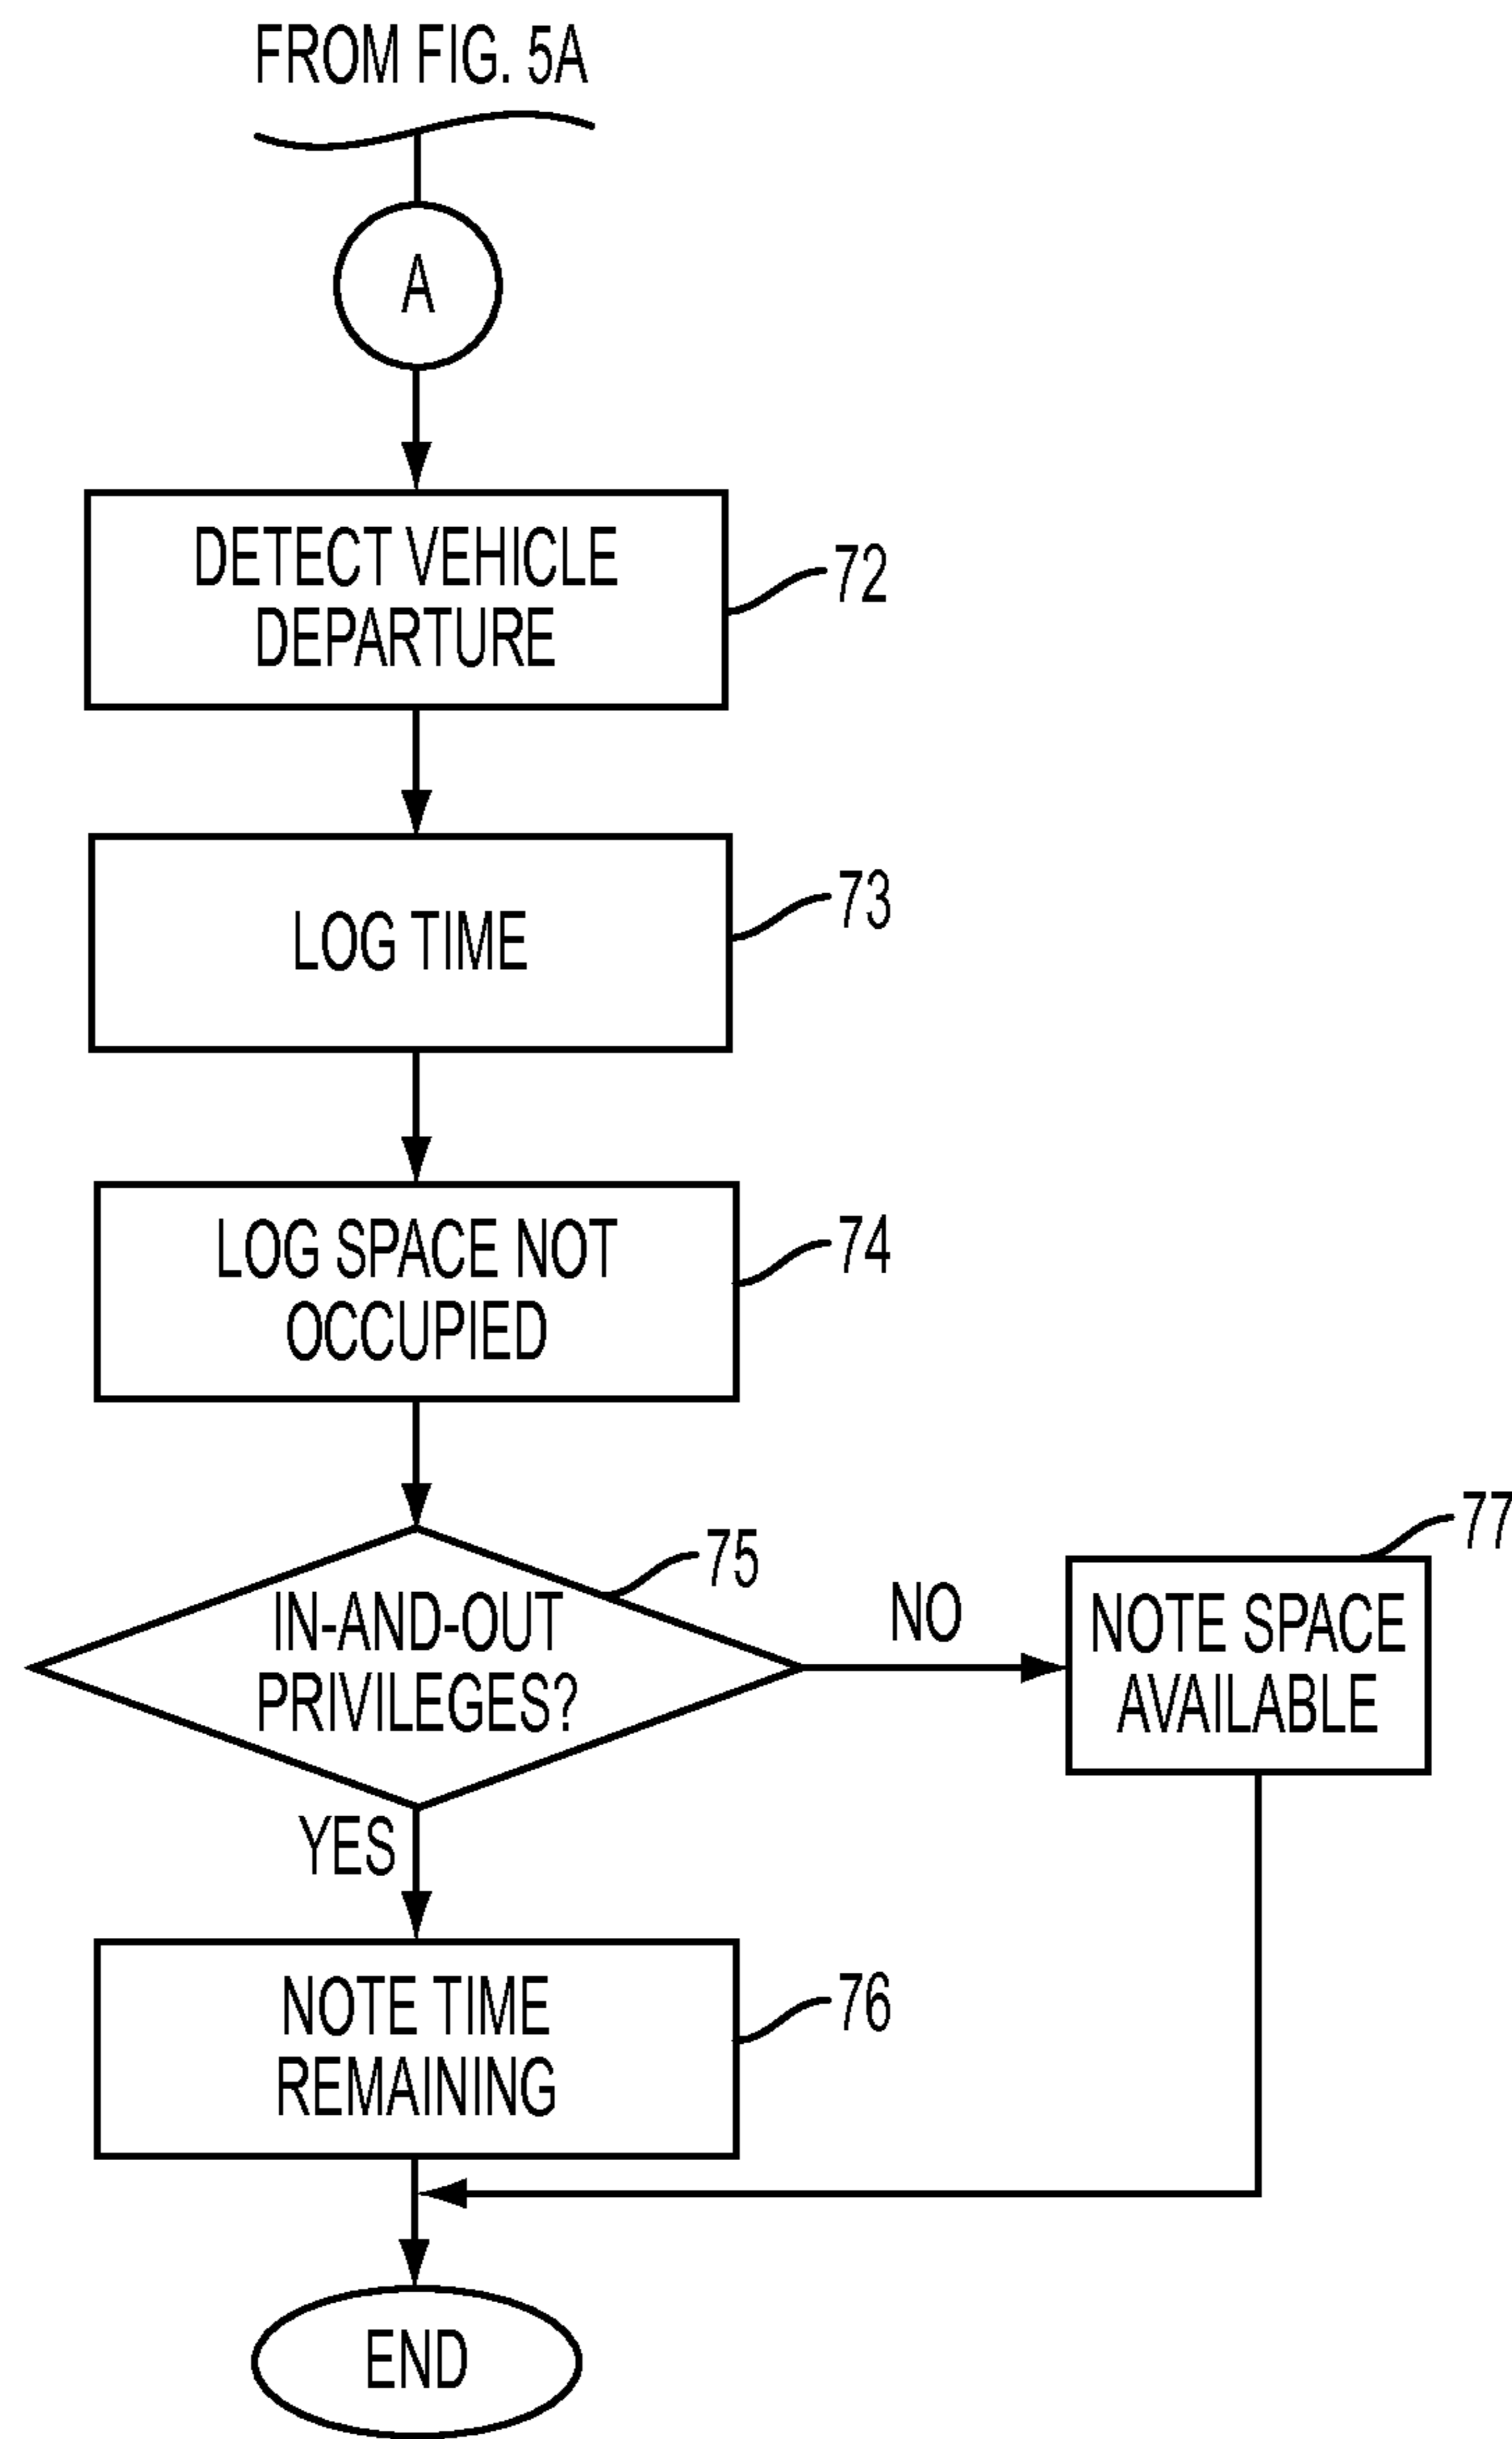 FROM FIG. 5A
A
DETECT VEHICLE
DEPARTURE
72
LOG TIME
73
LOG SPACE NOT
OCCUPIED
74
IN-AND-OUT
PRIVILEGES?
75
NO
NOTE SPACE
AVAILABLE
77
YES
NOTE TIME
REMAINING
76
END